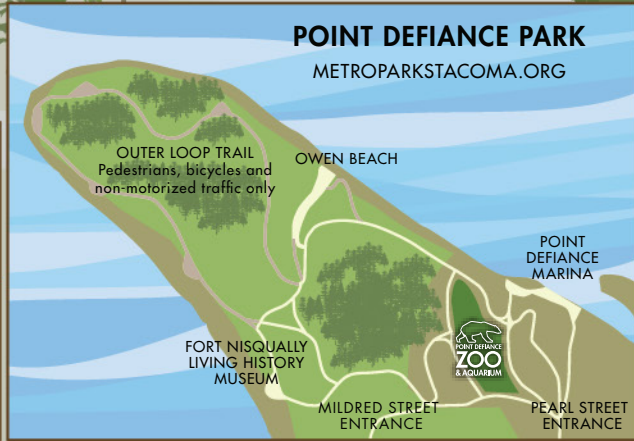 POINT DEFIANCE PARK
METROPARKSTACOMA.ORG
OUTER LOOP TRAIL
Pedestrians, bicycles and
non-motorized traffic only
OWEN BEACH
POINT
DEFIANCE
MARINA
POINT DEFIANCE
ZOO
& AQUARIUM
FORT NISQUALLY
LIVING HISTORY
MUSEUM
MILDRED STREET
ENTRANCE
PEARL STREET
ENTRANCE